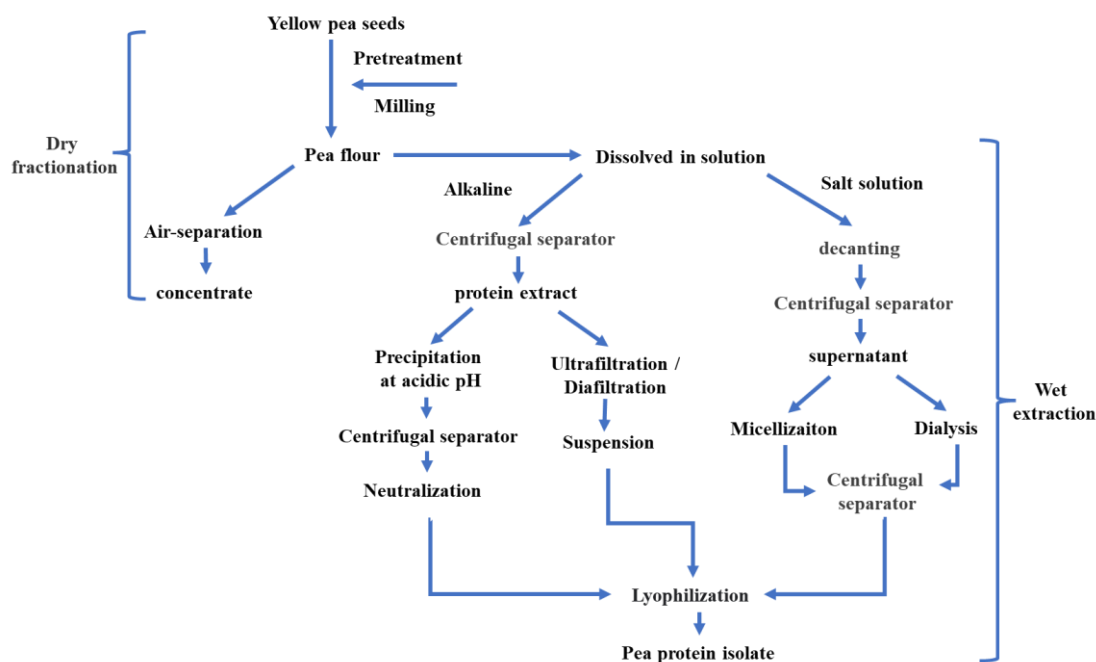 Yellow pea seeds
Pretreatment
Milling
Dry
fractionation
Pea flour
Dissolved in solution
Alkaline
Salt solution
Air-separation
Centrifugal separator
decanting
concentrate
protein extract
Centrifugal separator
Precipitation
at acidic pH
Ultrafiltration /
Diafiltration
supernatant
Wet
extraction
Centrifugal separator
Suspension
Micellizaiton
Dialysis
Neutralization
Centrifugal
separator
Lyophilization
Pea protein isolate